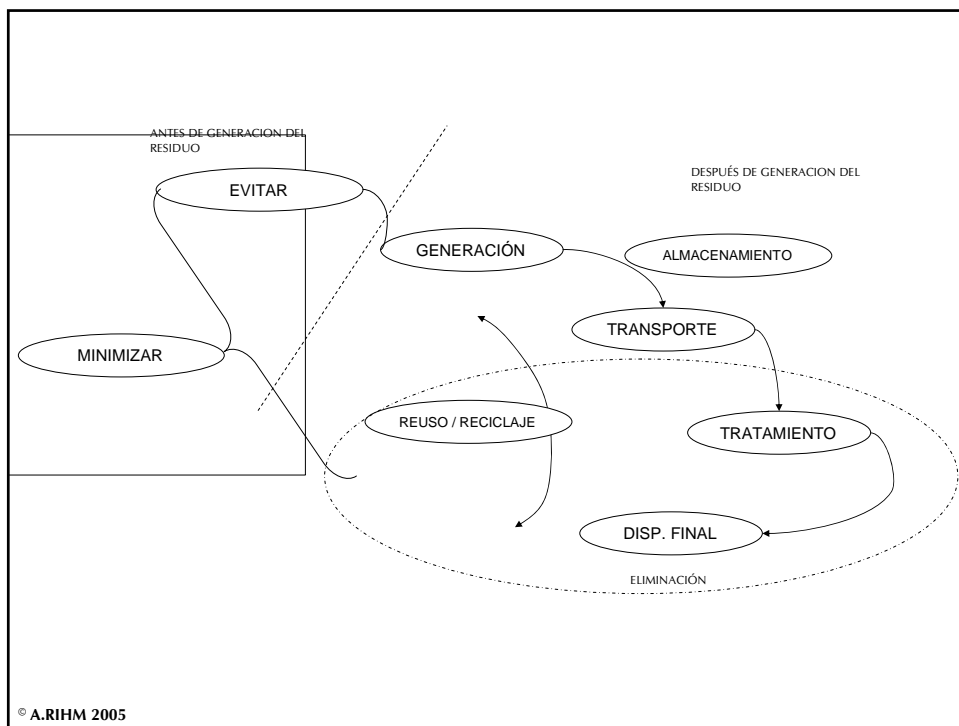 ANTES DE GENERACION DEL
RESIDUO
EVITAR
DESPUÉS DE GENERACION DEL
RESIDUO
GENERACIÓN
ALMACENAMIENTO
TRANSPORTE
MINIMIZAR
REUSO / RECICLAJE
TRATAMIENTO
DISP. FINAL
ELIMINACIÓN
© A.RIHM 2005